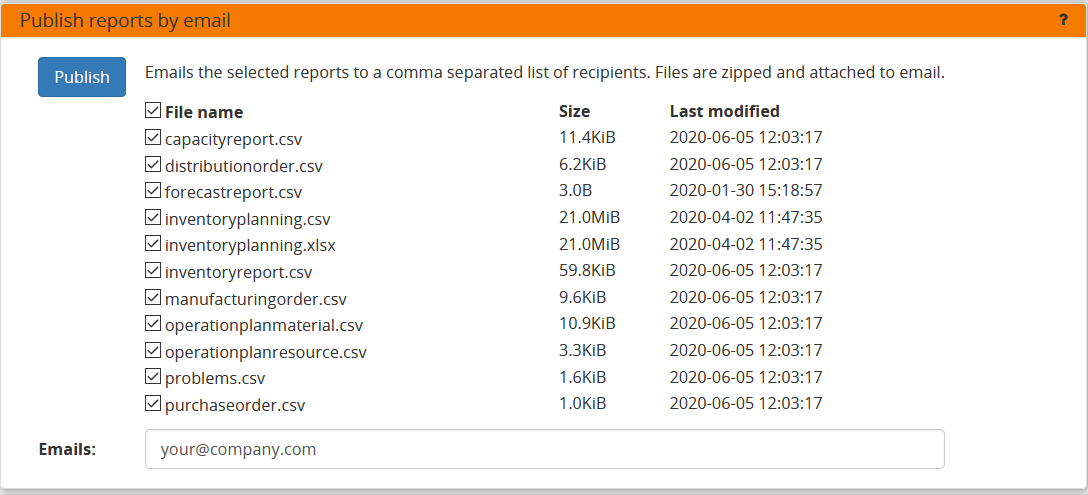 Publish reports by email ?
Publish Emails the selected reports to a comma separated list of recipients. Files are zipped and attached to email.
File name Size Last modified
capacityreport.csv 11.4KiB 2020-06-05 12:03:17
distributionorder.csv 6.2KiB 2020-06-05 12:03:17
forecastreport.csv 3.0B 2020-01-30 15:18:57
inventoryplanning.csv 21.0MiB 2020-04-02 11:47:35
inventoryplanning.xlsx 21.0MiB 2020-04-02 11:47:35
inventoryreport.csv 59.8KiB 2020-06-05 12:03:17
manufacturingorder.csv 9.6KiB 2020-06-05 12:03:17
operationplanmaterial.csv 10.9KiB 2020-06-05 12:03:17
operationplanresource.csv 3.3KiB 2020-06-05 12:03:17
problems.csv 1.6KiB 2020-06-05 12:03:17
purchaseorder.csv 1.0KiB 2020-06-05 12:03:17
Emails: your@company.com